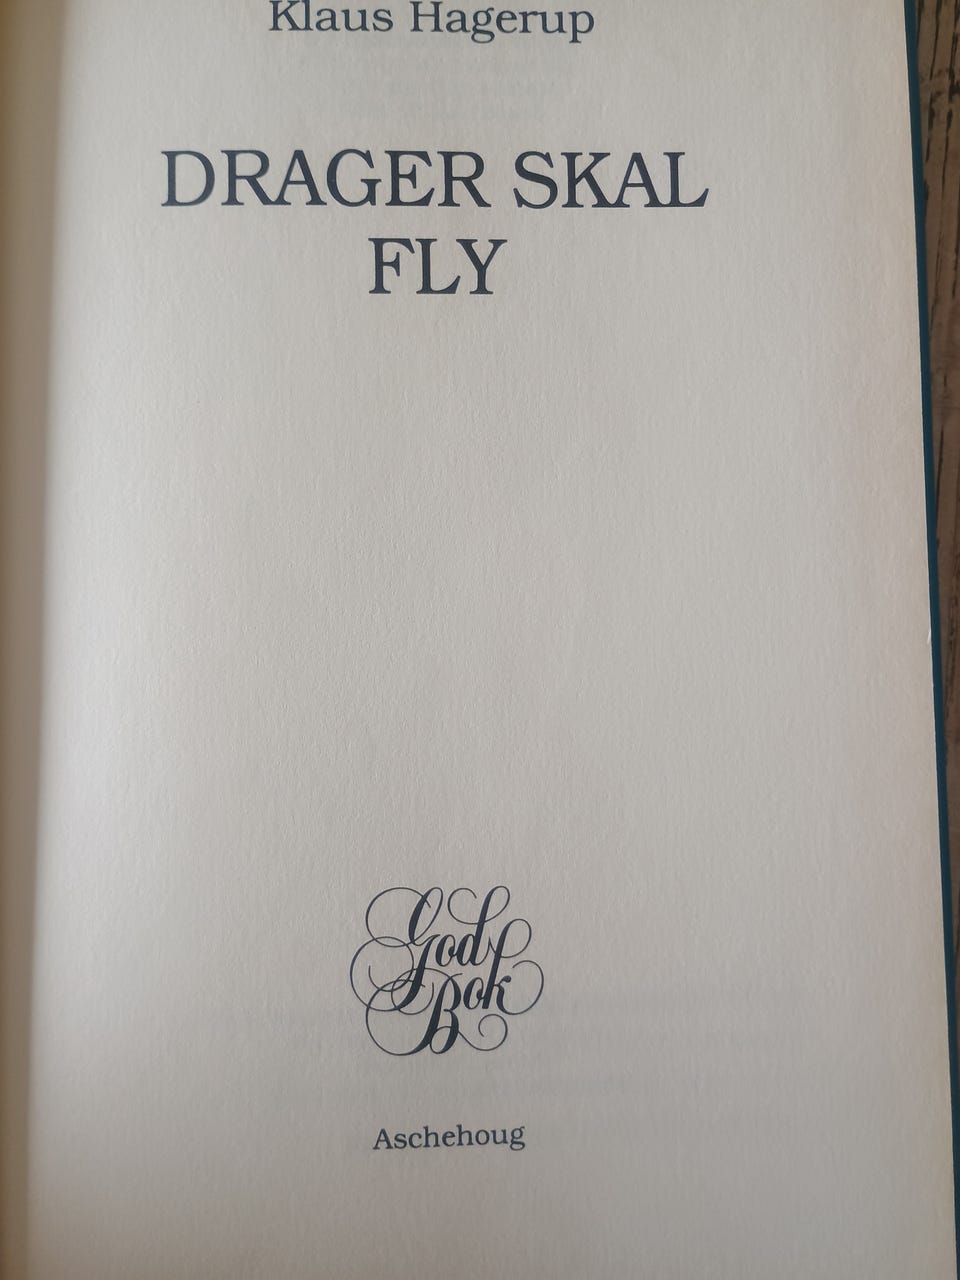 Klaus Hagerup
DRAGER SKAL
FLY
God
Bok
Aschehoug